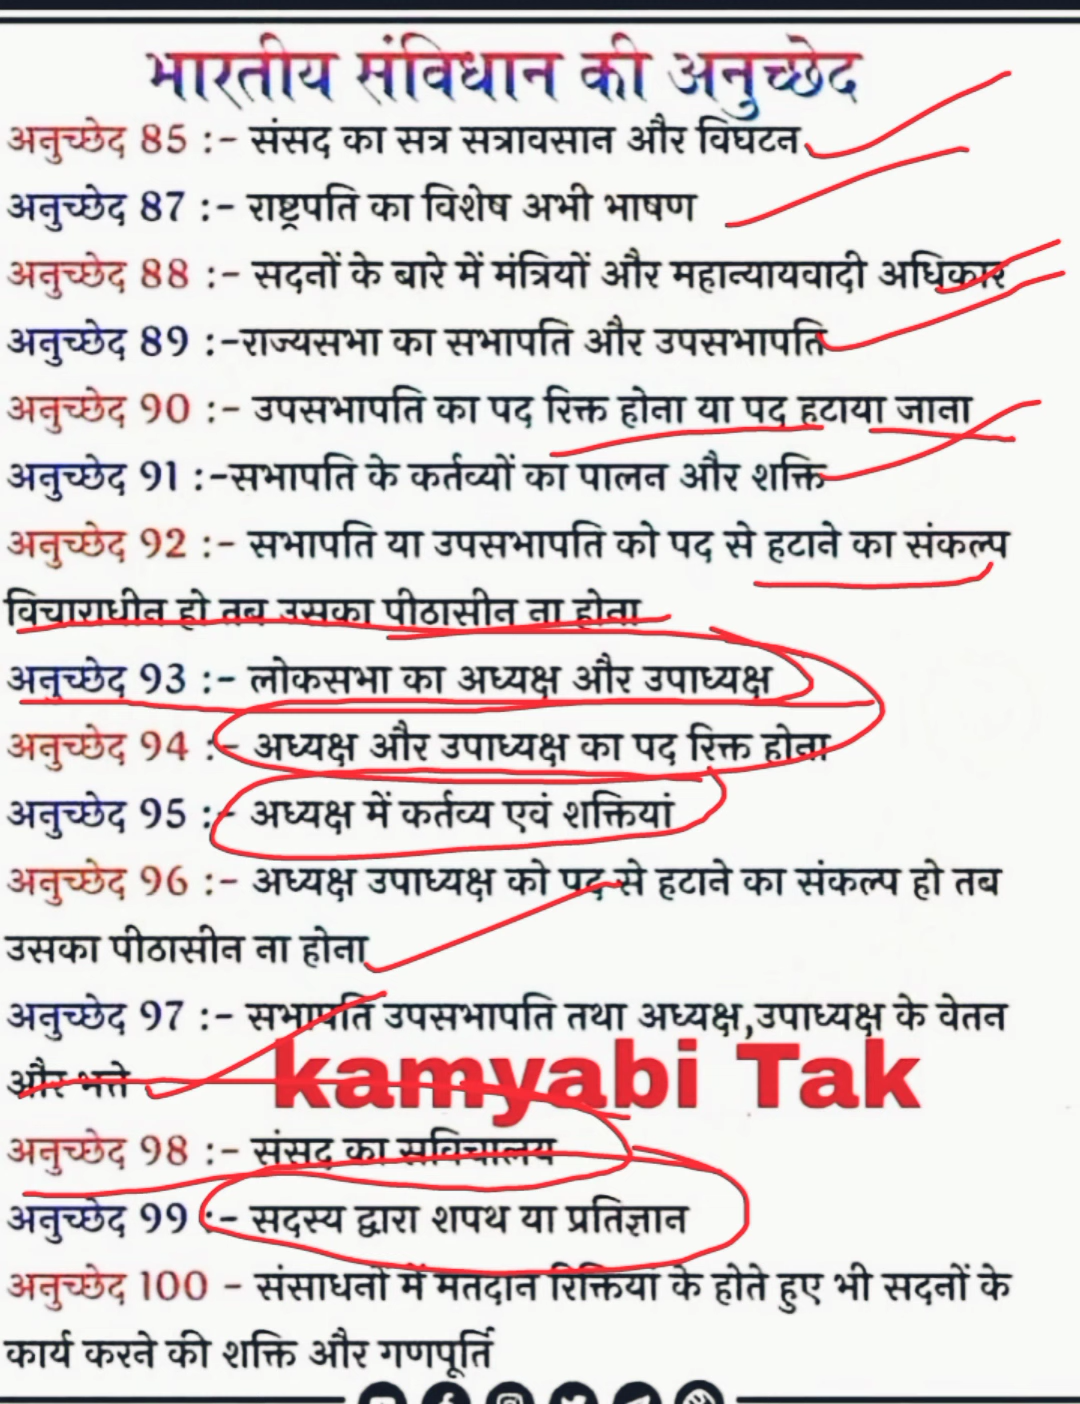 भारतीय संविधान की अनुच्छेद
अनुच्छेद 85 :- संसद का सत्र सत्रावसान और विघटन
अनुच्छेद 87 :- राष्ट्रपति का विशेष अभी भाषण
अनुच्छेद 88 :- सदनों के बारे में मंत्रियों और महान्यायवादी अधिकार
अनुच्छेद 89 :-राज्यसभा का सभापति और उपसभापति
अनुच्छेद 90 :- उपसभापति का पद रिक्त होना या पद हटाया जाना
अनुच्छेद 91 :-सभापति के कर्तव्यों का पालन और शक्ति
अनुच्छेद 92 :- सभापति या उपसभापति को पद से हटाने का संकल्प
विचाराधीन हो तब उसका पीठासीन ना होना
अनुच्छेद 93 :- लोकसभा का अध्यक्ष और उपाध्यक्ष
अनुच्छेद 94 :- अध्यक्ष और उपाध्यक्ष का पद रिक्त होना
अनुच्छेद 95 :- अध्यक्ष में कर्तव्य एवं शक्तियां
अनुच्छेद 96 :- अध्यक्ष उपाध्यक्ष को पद से हटाने का संकल्प हो तब
उसका पीठासीन ना होना
अनुच्छेद 97 :- सभापति उपसभापति तथा अध्यक्ष,उपाध्यक्ष के वेतन
और भत्ते
kamyabi Tak
अनुच्छेद 98 :- संसद का सविचालय
अनुच्छेद 99 :- सदस्य द्वारा शपथ या प्रतिज्ञान
अनुच्छेद 100 - संसाधनों में मतदान रिक्तियां के होते हुए भी सदनों के
कार्य करने की शक्ति और गणपूर्ति